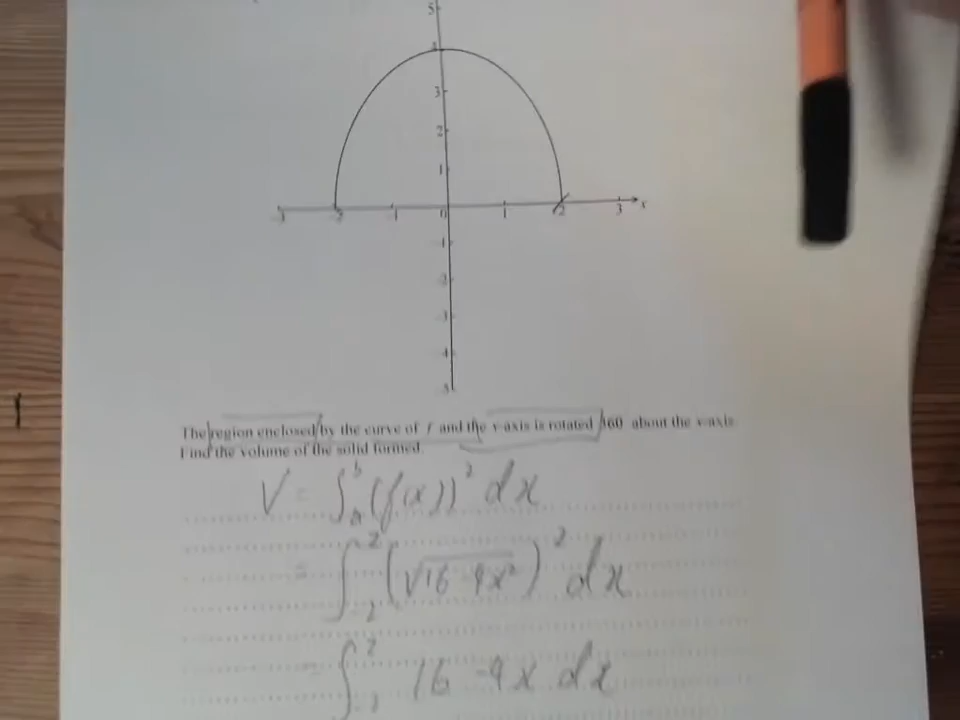 5
4
3
2
1
-3 -2 -1 0 1 2 3 x
-1
-2
-3
-4
-5
The region enclosed by the curve of f and the x-axis is rotated 360 about the x-axis.
Find the volume of the solid formed.
V = ∫ₐᵇ (f(x))² dx
= ∫₋₂² (√16-4x²)² dx
= ∫₋₂² 16-4x dx